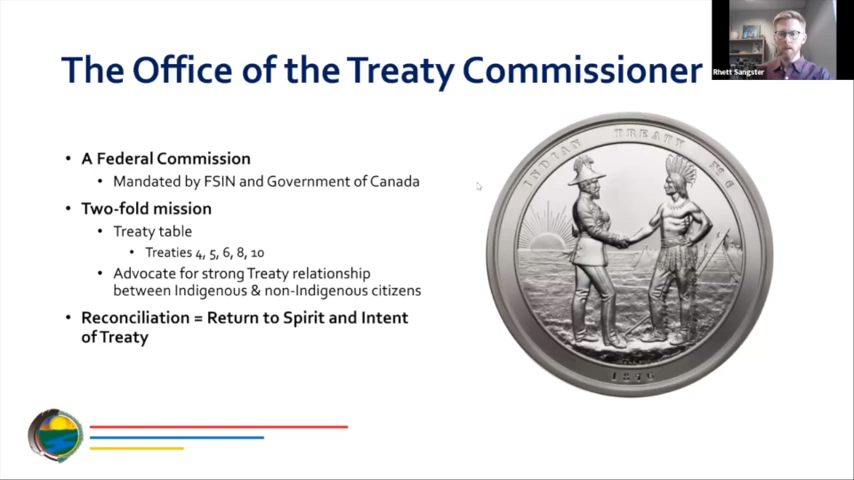 The Office of the Treaty Commissioner
Rhett Sangster
• A Federal Commission
• Mandated by FSIN and Government of Canada
• Two-fold mission
• Treaty table
• Treaties 4, 5, 6, 8, 10
• Advocate for strong Treaty relationship
between Indigenous & non-Indigenous citizens
• Reconciliation = Return to Spirit and Intent
of Treaty
INDIAN TREATY No 6
1876